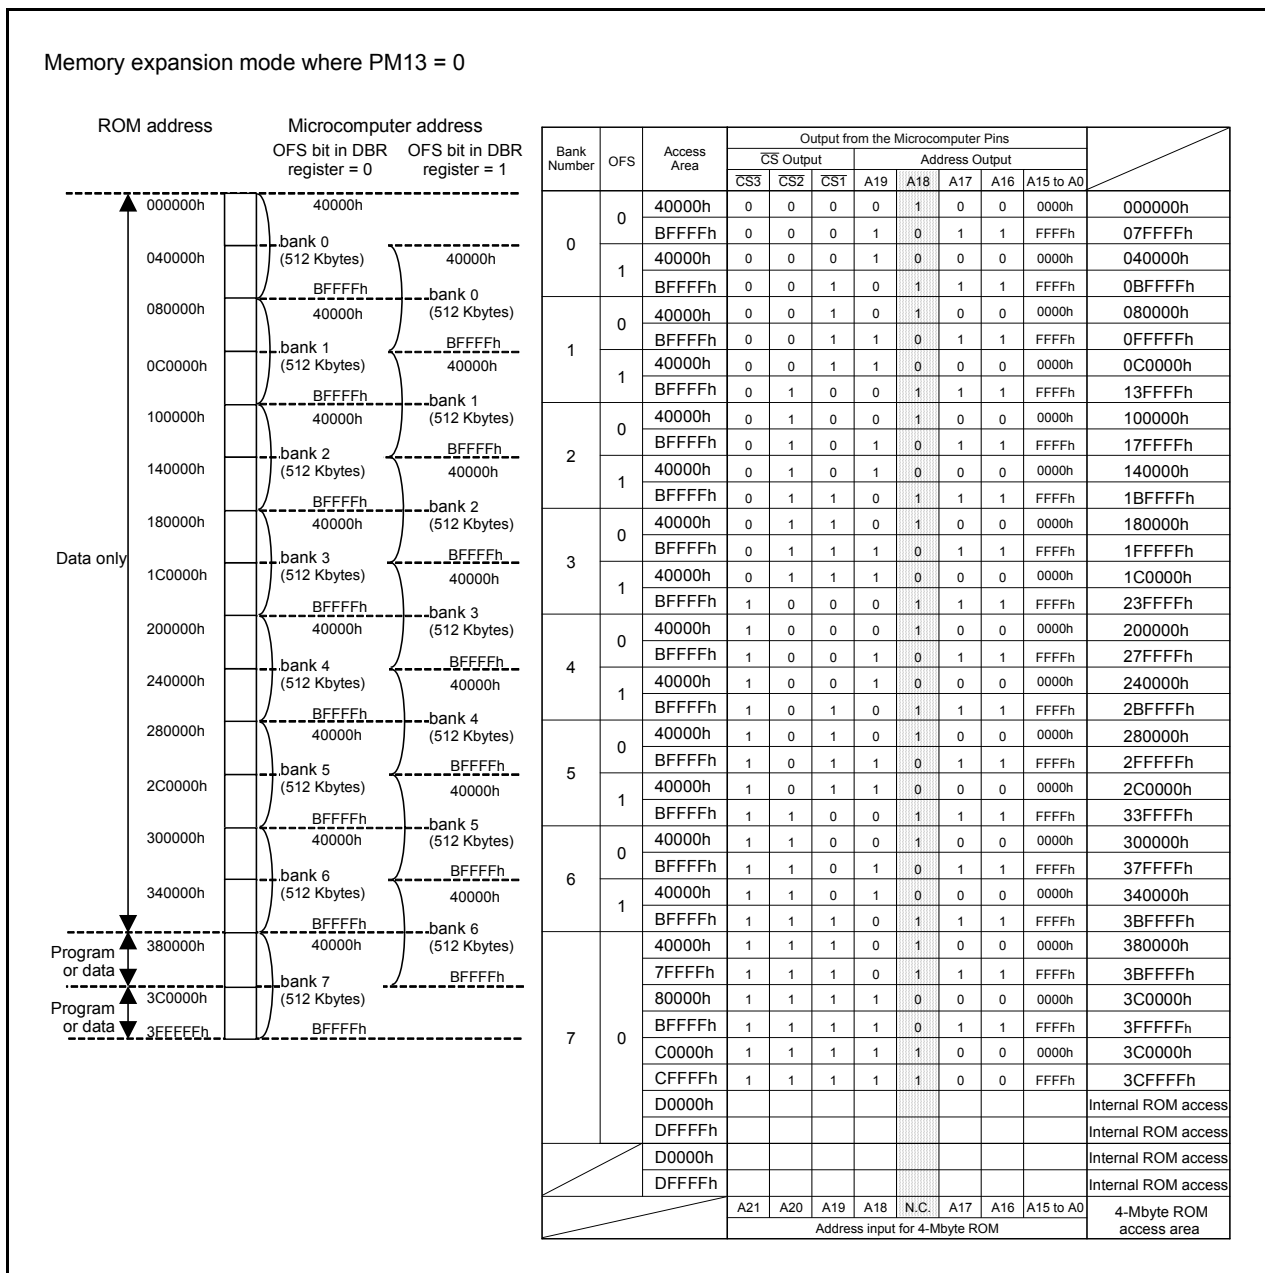 Memory expansion mode where PM13 = 0
ROM address
Microcomputer address
OFS bit in DBR register = 0
OFS bit in DBR register = 1
000000h 40000h
bank 0
(512 Kbytes)
040000h 40000h
BFFFFh bank 0
080000h 40000h (512 Kbytes)
bank 1 BFFFFh
0C0000h (512 Kbytes) 40000h
BFFFFh bank 1
100000h 40000h (512 Kbytes)
bank 2 BFFFFh
140000h (512 Kbytes) 40000h
BFFFFh bank 2
180000h 40000h (512 Kbytes)
Data only bank 3 BFFFFh
1C0000h (512 Kbytes) 40000h
BFFFFh bank 3
200000h 40000h (512 Kbytes)
bank 4 BFFFFh
240000h (512 Kbytes) 40000h
BFFFFh bank 4
280000h 40000h (512 Kbytes)
bank 5 BFFFFh
2C0000h (512 Kbytes) 40000h
BFFFFh bank 5
300000h 40000h (512 Kbytes)
bank 6 BFFFFh
340000h (512 Kbytes) 40000h
BFFFFh bank 6
Program or data 380000h 40000h (512 Kbytes)
bank 7 BFFFFh
Program or data 3C0000h (512 Kbytes)
3FFFFFh BFFFFh
Bank Number OFS Access Area Output from the Microcomputer Pins
CS Output Address Output
CS3 CS2 CS1 A19 A18 A17 A16 A15 to A0
0 0 40000h 0 0 0 0 1 0 0 0000h 000000h
BFFFFh 0 0 0 1 0 1 1 FFFFh 07FFFFh
1 40000h 0 0 0 1 0 0 0 0000h 040000h
BFFFFh 0 0 1 0 1 1 1 FFFFh 0BFFFFh
1 0 40000h 0 0 1 0 1 0 0 0000h 080000h
BFFFFh 0 0 1 1 0 1 1 FFFFh 0FFFFFh
1 40000h 0 0 1 1 0 0 0 0000h 0C0000h
BFFFFh 0 1 0 0 1 1 1 FFFFh 13FFFFh
2 0 40000h 0 1 0 0 1 0 0 0000h 100000h
BFFFFh 0 1 0 1 0 1 1 FFFFh 17FFFFh
1 40000h 0 1 0 1 0 0 0 0000h 140000h
BFFFFh 0 1 1 0 1 1 1 FFFFh 1BFFFFh
3 0 40000h 0 1 1 0 1 0 0 0000h 180000h
BFFFFh 0 1 1 1 0 1 1 FFFFh 1FFFFFh
1 40000h 0 1 1 1 0 0 0 0000h 1C0000h
BFFFFh 1 0 0 0 1 1 1 FFFFh 23FFFFh
4 0 40000h 1 0 0 0 1 0 0 0000h 200000h
BFFFFh 1 0 0 1 0 1 1 FFFFh 27FFFFh
1 40000h 1 0 0 1 0 0 0 0000h 240000h
BFFFFh 1 0 1 0 1 1 1 FFFFh 2BFFFFh
5 0 40000h 1 0 1 0 1 0 0 0000h 280000h
BFFFFh 1 0 1 1 0 1 1 FFFFh 2FFFFFh
1 40000h 1 0 1 1 0 0 0 0000h 2C0000h
BFFFFh 1 1 0 0 1 1 1 FFFFh 33FFFFh
6 0 40000h 1 1 0 0 1 0 0 0000h 300000h
BFFFFh 1 1 0 1 0 1 1 FFFFh 37FFFFh
1 40000h 1 1 0 1 0 0 0 0000h 340000h
BFFFFh 1 1 1 0 1 1 1 FFFFh 3BFFFFh
7 0 40000h 1 1 1 0 1 0 0 0000h 380000h
7FFFFh 1 1 1 0 1 1 1 FFFFh 3BFFFFh
80000h 1 1 1 1 0 0 0 0000h 3C0000h
BFFFFh 1 1 1 1 0 1 1 FFFFh 3FFFFFh
C0000h 1 1 1 1 1 0 0 0000h 3C0000h
CFFFFh 1 1 1 1 1 0 0 FFFFh 3CFFFFh
D0000h Internal ROM access
DFFFFh Internal ROM access
D0000h Internal ROM access
DFFFFh Internal ROM access
A21 A20 A19 A18 N.C. A17 A16 A15 to A0 4-Mbyte ROM access area
Address input for 4-Mbyte ROM